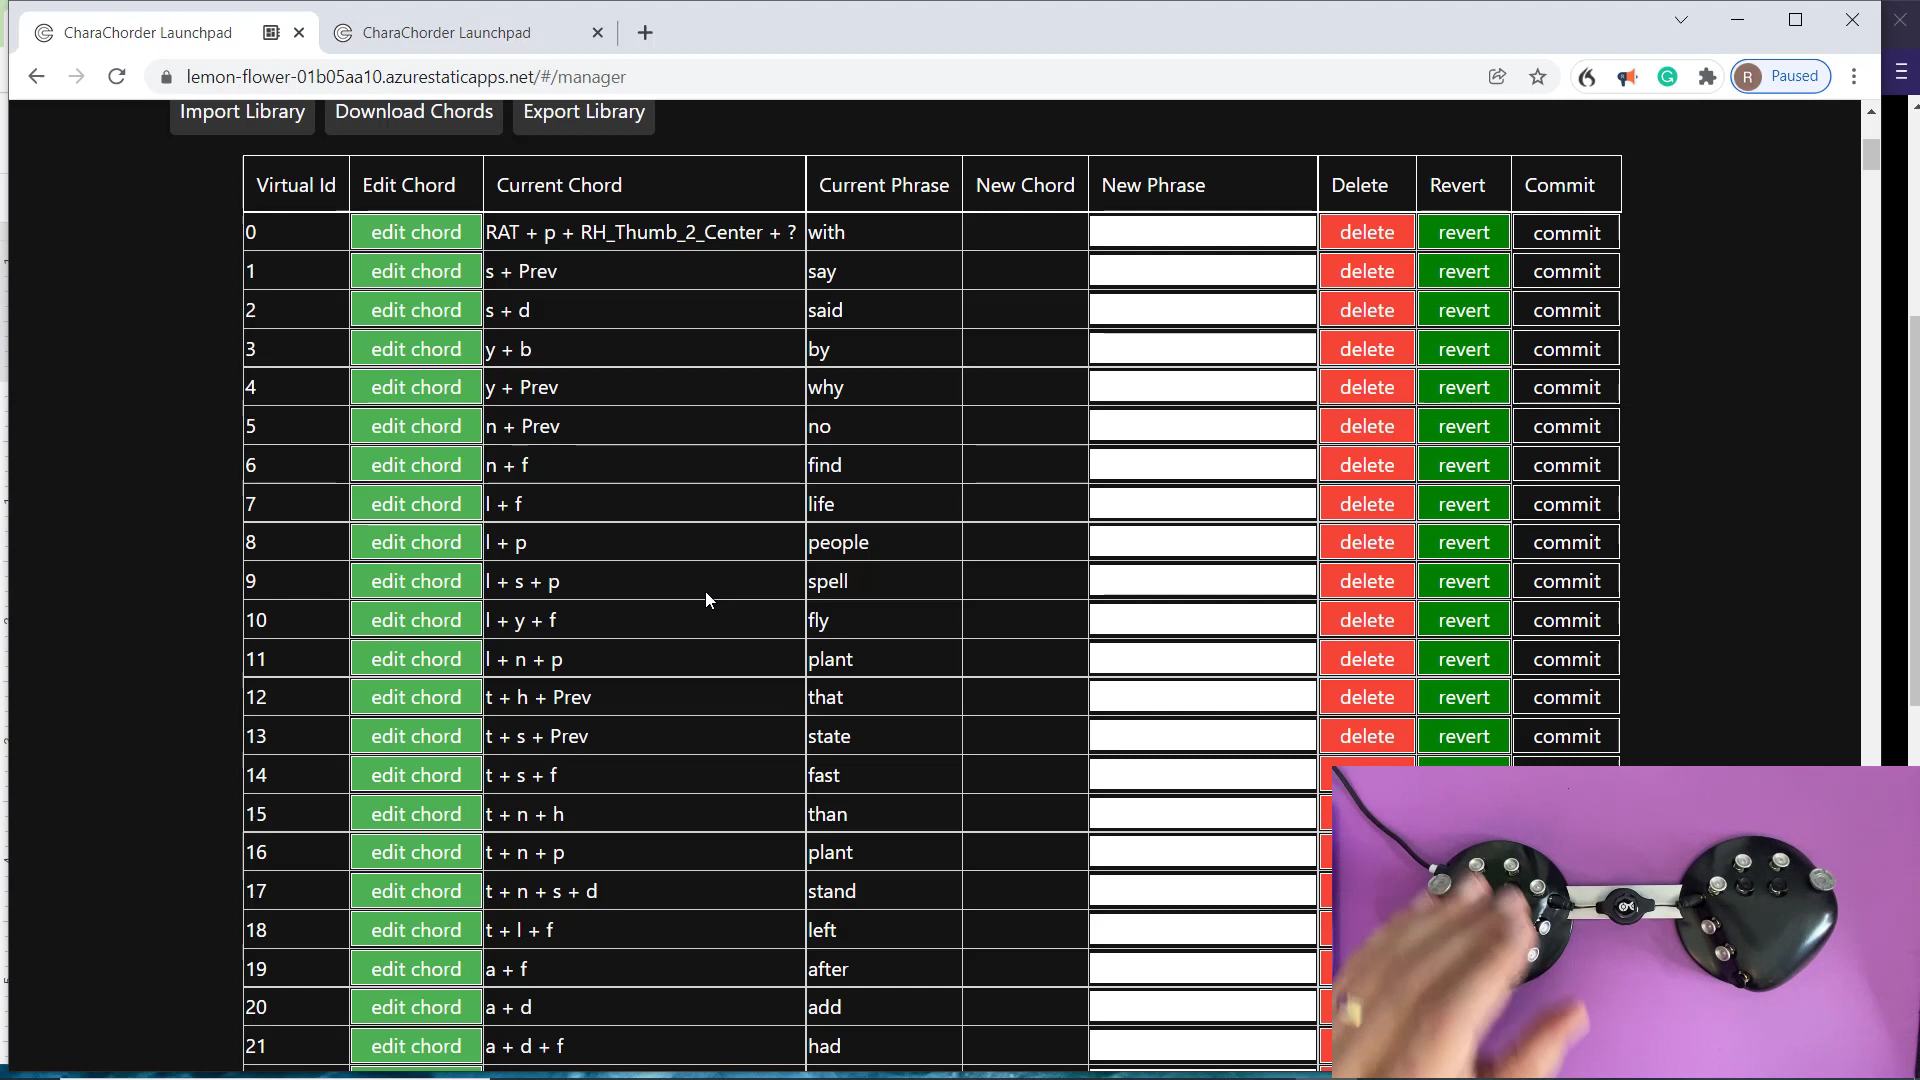 CharaChorder Launchpad CharaChorder Launchpad
lemon-flower-01b05aa10.azurestaticapps.net/#/manager R Paused
Import Library Download Chords Export Library
Virtual Id Edit Chord Current Chord Current Phrase New Chord New Phrase Delete Revert Commit
0 edit chord RAT + p + RH_Thumb_2_Center + ? with delete revert commit
1 edit chord s + Prev say delete revert commit
2 edit chord s + d said delete revert commit
3 edit chord y + b by delete revert commit
4 edit chord y + Prev why delete revert commit
5 edit chord n + Prev no delete revert commit
6 edit chord n + f find delete revert commit
7 edit chord l + f life delete revert commit
8 edit chord l + p people delete revert commit
9 edit chord l + s + p spell delete revert commit
10 edit chord l + y + f fly delete revert commit
11 edit chord l + n + p plant delete revert commit
12 edit chord t + h + Prev that delete revert commit
13 edit chord t + s + Prev state delete revert commit
14 edit chord t + s + f fast
15 edit chord t + n + h than
16 edit chord t + n + p plant
17 edit chord t + n + s + d stand
18 edit chord t + l + f left
19 edit chord a + f after
20 edit chord a + d add
21 edit chord a + d + f had